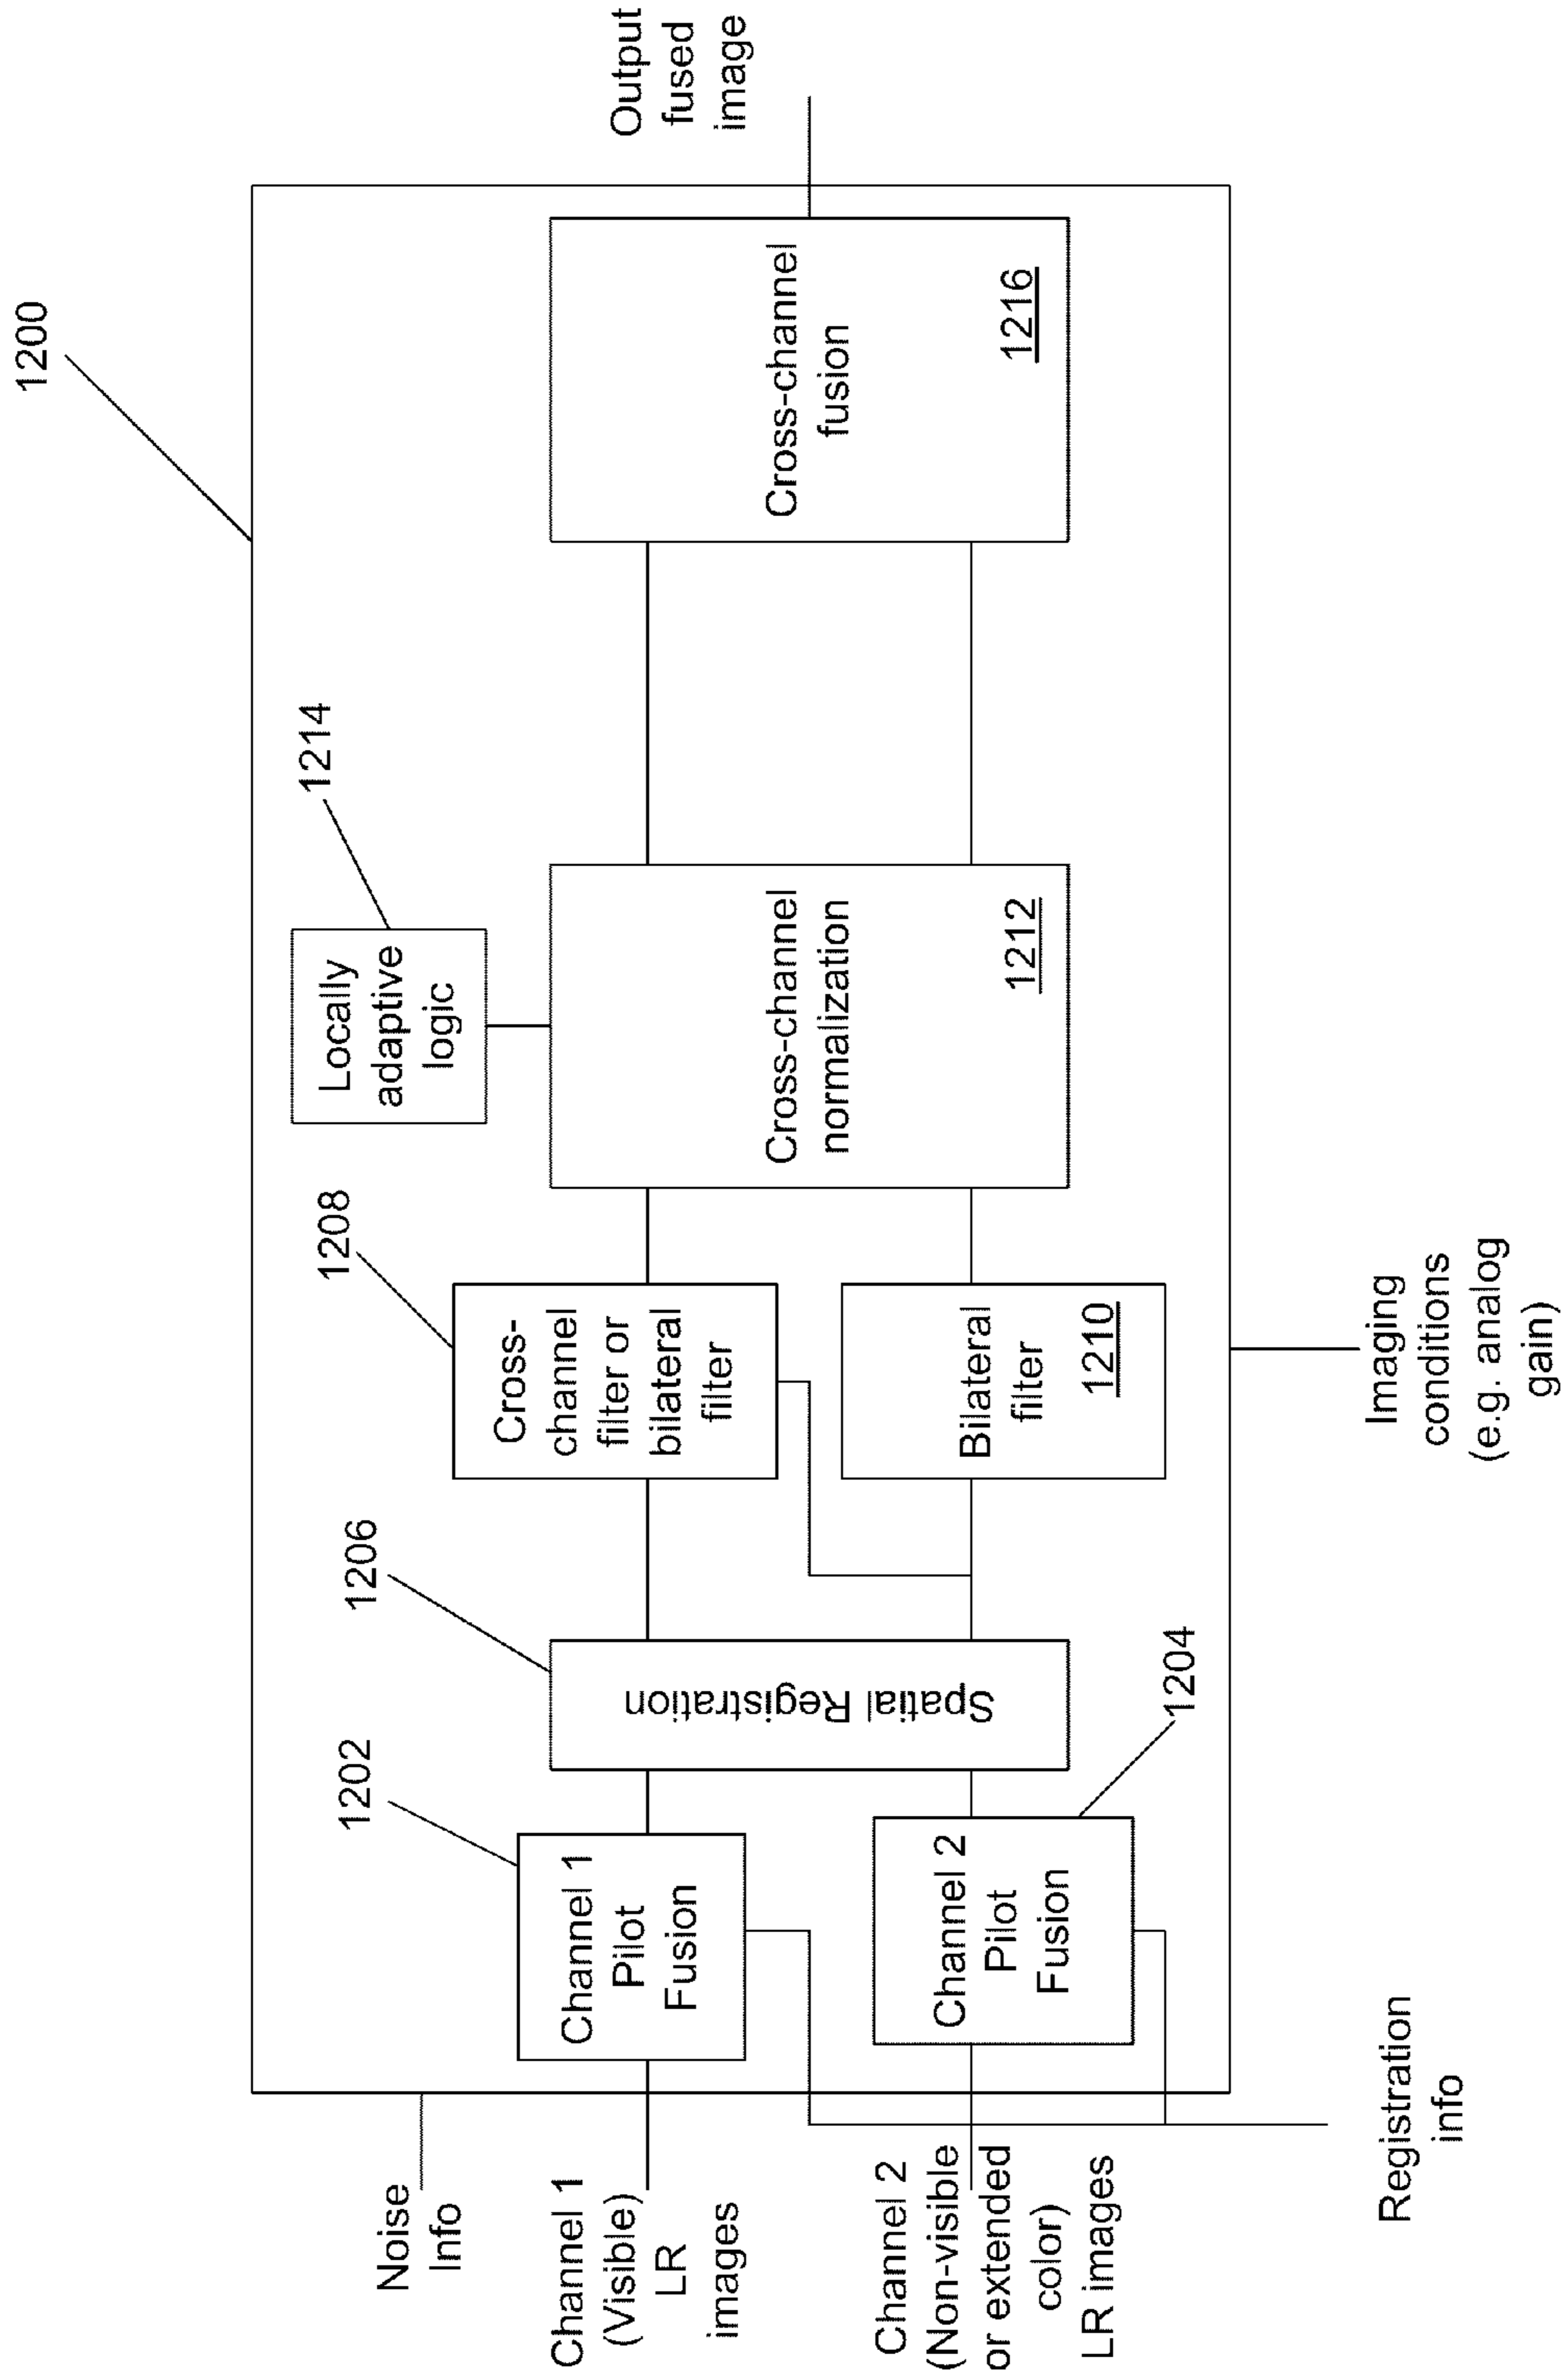 1200
Noise
Info
Channel 1
(Visible)
LR
images
Channel 2
(Non-visible
or extended
color)
LR images
Registration
info
1202
Channel 1
Pilot
Fusion
Channel 2
Pilot
Fusion
1204
1206
Spatial Registration
1208
Cross-
channel
filter or
bilateral
filter
Bilateral
filter
1210
1214
Locally
adaptive
logic
Cross-channel
normalization
1212
Cross-channel
fusion
1216
Output
fused
image
Imaging
conditions
(e.g. analog
gain)